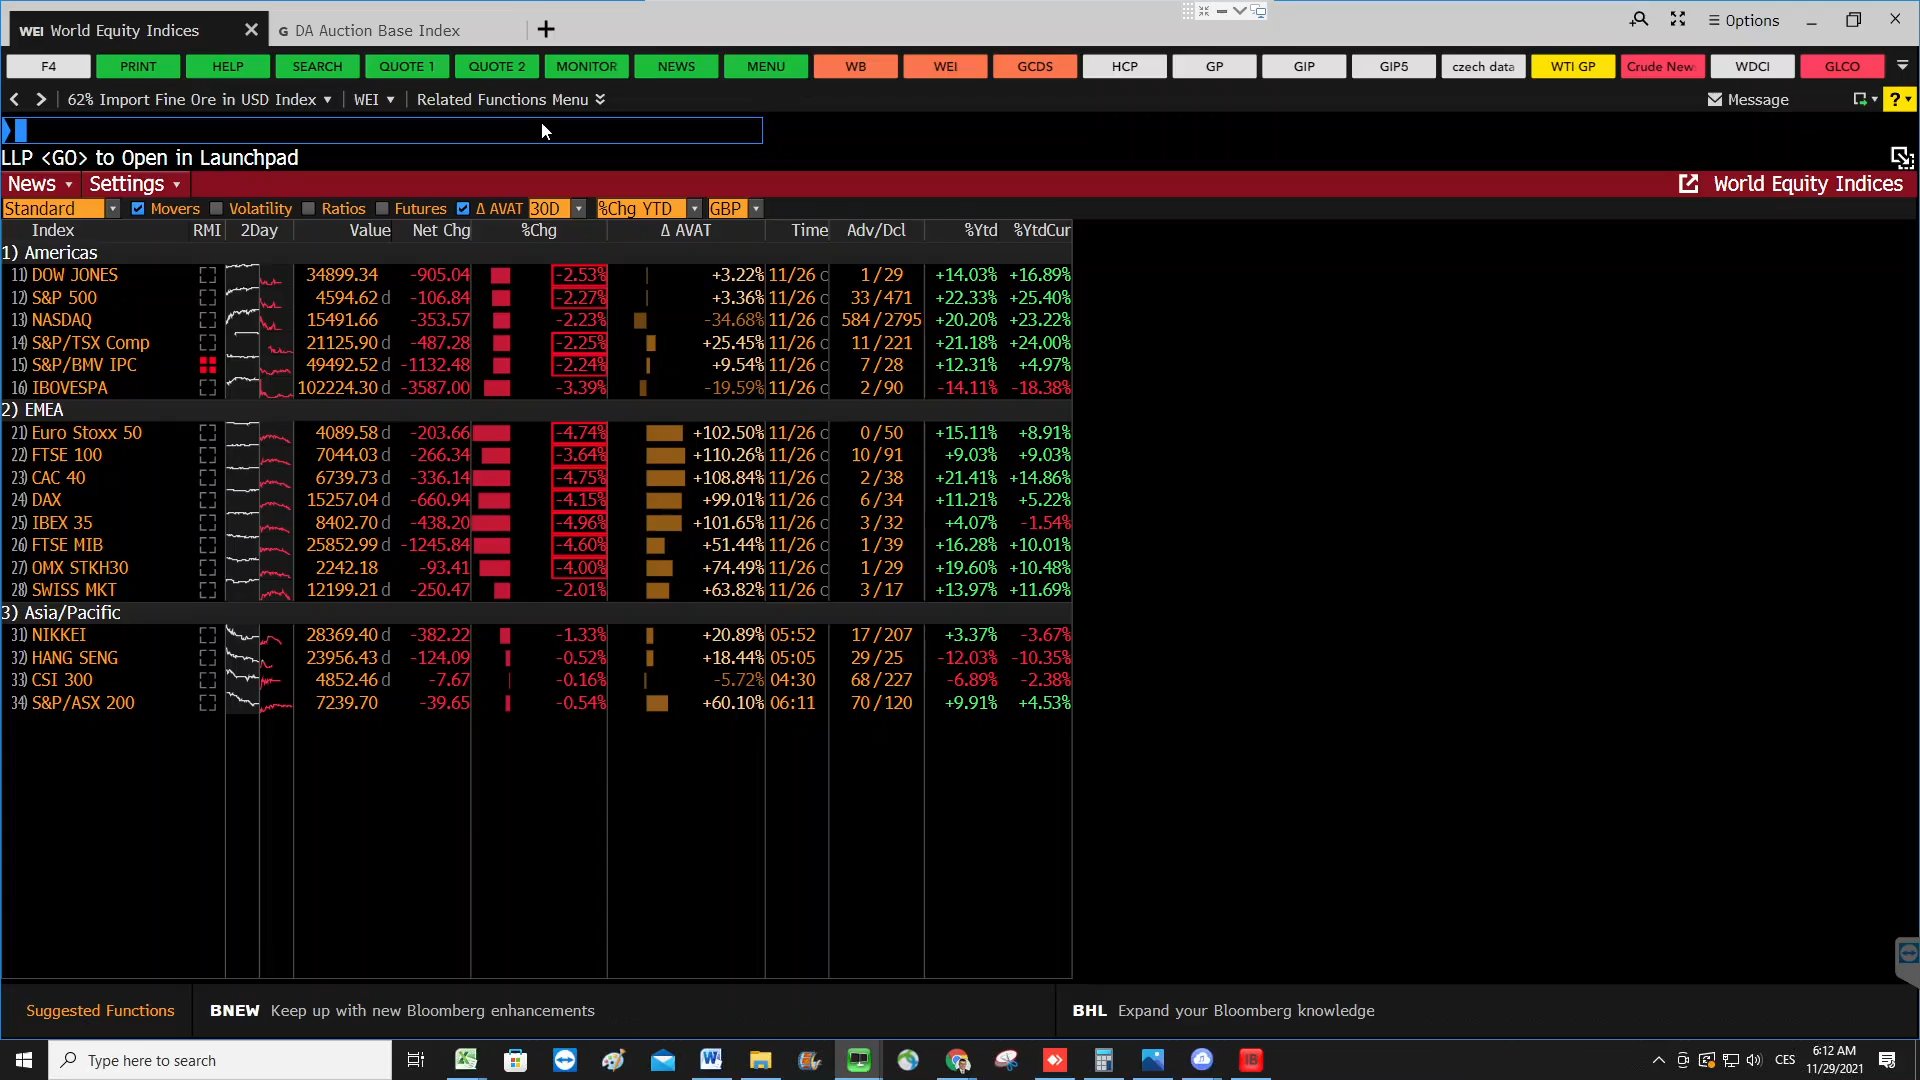 WEI World Equity Indices G DA Auction Base Index Options
F4 PRINT HELP SEARCH QUOTE 1 QUOTE 2 MONITOR NEWS MENU WB WEI GCDS HCP GP GIP GIP5 czech data WTI GP Crude New WDCI GLCO
62% Import Fine Ore in USD Index WEI Related Functions Menu Message ?
LLP <GO> to Open in Launchpad
News Settings World Equity Indices
Standard Movers Volatility Ratios Futures Δ AVAT 30D %Chg YTD GBP
Index RMI 2Day Value Net Chg %Chg Δ AVAT Time Adv/Dcl %Ytd %YtdCur
1) Americas
11) DOW JONES 34899.34 -905.04 -2.53% +3.22% 11/26 c 1/29 +14.03% +16.89%
12) S&P 500 4594.62 d -106.84 -2.27% +3.36% 11/26 c 33/471 +22.33% +25.40%
13) NASDAQ 15491.66 -353.57 -2.23% -34.68% 11/26 c 584/2795 +20.20% +23.22%
14) S&P/TSX Comp 21125.90 d -487.28 -2.25% +25.45% 11/26 c 11/221 +21.18% +24.00%
15) S&P/BMV IPC 49492.52 d -1132.48 -2.24% +9.54% 11/26 c 7/28 +12.31% +4.97%
16) IBOVESPA 102224.30 d -3587.00 -3.39% -19.59% 11/26 c 2/90 -14.11% -18.38%
2) EMEA
21) Euro Stoxx 50 4089.58 d -203.66 -4.74% +102.50% 11/26 c 0/50 +15.11% +8.91%
22) FTSE 100 7044.03 d -266.34 -3.64% +110.26% 11/26 c 10/91 +9.03% +9.03%
23) CAC 40 6739.73 d -336.14 -4.75% +108.84% 11/26 c 2/38 +21.41% +14.86%
24) DAX 15257.04 d -660.94 -4.15% +99.01% 11/26 c 6/34 +11.21% +5.22%
25) IBEX 35 8402.70 d -438.20 -4.96% +101.65% 11/26 c 3/32 +4.07% -1.54%
26) FTSE MIB 25852.99 d -1245.84 -4.60% +51.44% 11/26 c 1/39 +16.28% +10.01%
27) OMX STKH30 2242.18 -93.41 -4.00% +74.49% 11/26 c 1/29 +19.60% +10.48%
28) SWISS MKT 12199.21 d -250.47 -2.01% +63.82% 11/26 c 3/17 +13.97% +11.69%
3) Asia/Pacific
31) NIKKEI 28369.40 d -382.22 -1.33% +20.89% 05:52 17/207 +3.37% -3.67%
32) HANG SENG 23956.43 d -124.09 -0.52% +18.44% 05:05 29/25 -12.03% -10.35%
33) CSI 300 4852.46 d -7.67 -0.16% -5.72% 04:30 68/227 -6.89% -2.38%
34) S&P/ASX 200 7239.70 -39.65 -0.54% +60.10% 06:11 70/120 +9.91% +4.53%
Suggested Functions BNEW Keep up with new Bloomberg enhancements BHL Expand your Bloomberg knowledge
Type here to search IB CES 6:12 AM
11/29/2021